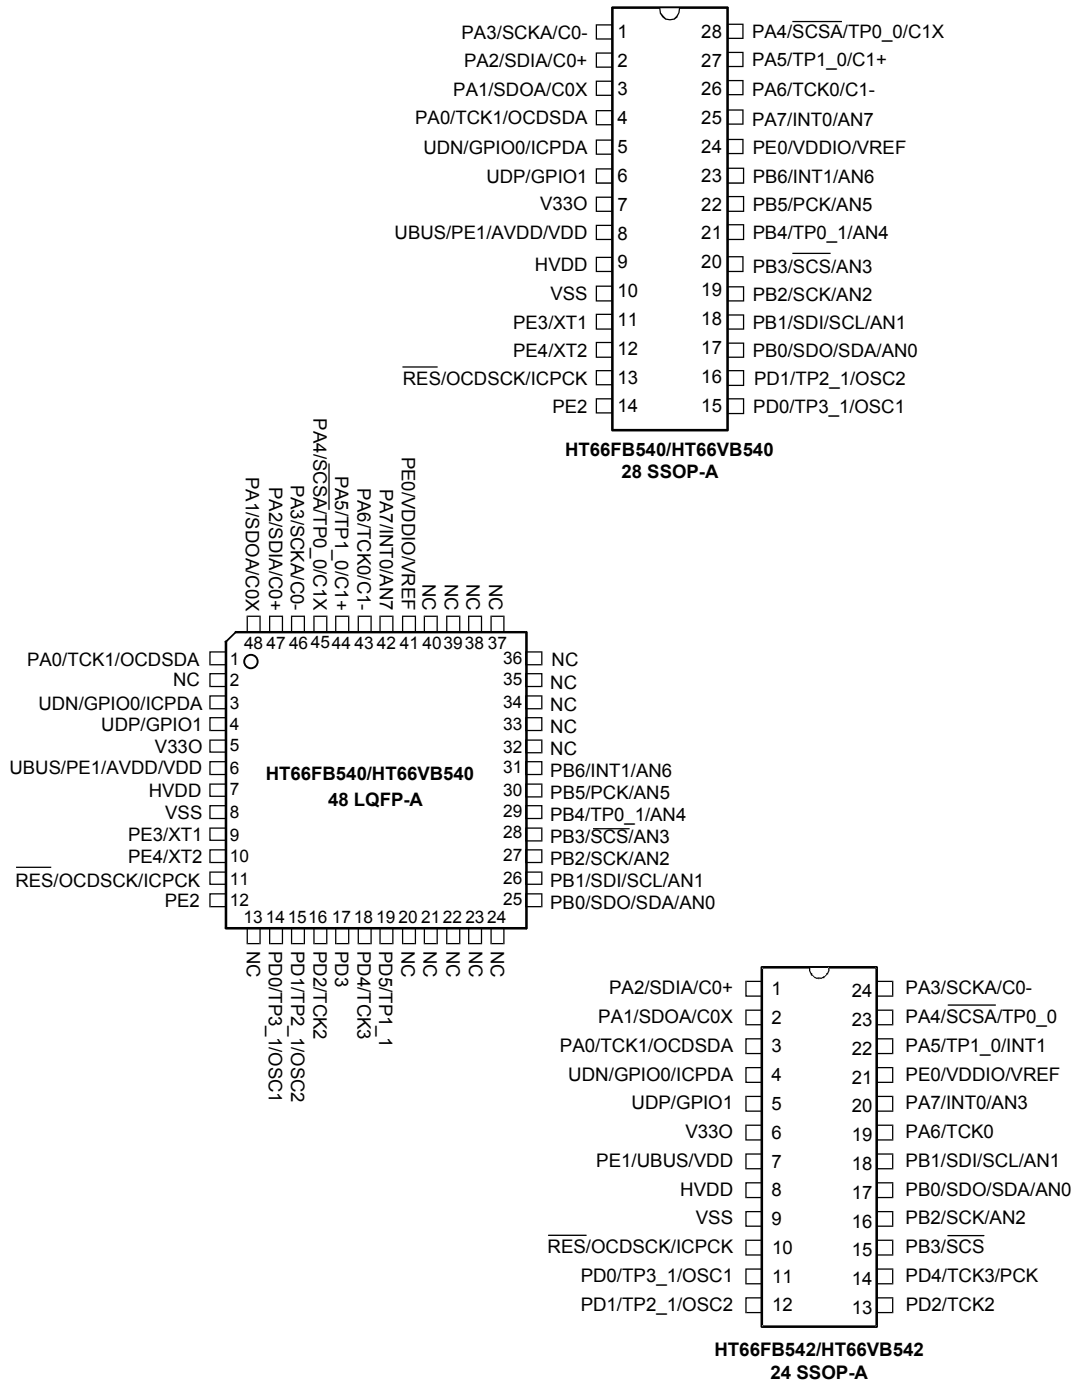 PA3/SCKA/C0- 1 28 PA4/SCSA/TP0_0/C1X
PA2/SDIA/C0+ 2 27 PA5/TP1_0/C1+
PA1/SDOA/C0X 3 26 PA6/TCK0/C1-
PA0/TCK1/OCDSDA 4 25 PA7/INT0/AN7
UDN/GPIO0/ICPDA 5 24 PE0/VDDIO/VREF
UDP/GPIO1 6 23 PB6/INT1/AN6
V33O 7 22 PB5/PCK/AN5
UBUS/PE1/AVDD/VDD 8 21 PB4/TP0_1/AN4
HVDD 9 20 PB3/SCS/AN3
VSS 10 19 PB2/SCK/AN2
PE3/XT1 11 18 PB1/SDI/SCL/AN1
PE4/XT2 12 17 PB0/SDO/SDA/AN0
RES/OCDSCK/ICPCK 13 16 PD1/TP2_1/OSC2
PE2 14 15 PD0/TP3_1/OSC1
HT66FB540/HT66VB540
28 SSOP-A
PA1/SDOA/C0X
PA2/SDIA/C0+
PA3/SCKA/C0-
PA4/SCSA/TP0_0/C1X
PA5/TP1_0/C1+
PA6/TCK0/C1-
PA7/INT0/AN7
PE0/VDDIO/VREF
NC
NC
NC
NC
48 47 46 45 44 43 42 41 40 39 38 37
PA0/TCK1/OCDSDA 1 36 NC
NC 2 35 NC
UDN/GPIO0/ICPDA 3 34 NC
UDP/GPIO1 4 33 NC
V33O 5 32 NC
UBUS/PE1/AVDD/VDD 6 31 PB6/INT1/AN6
HVDD 7 30 PB5/PCK/AN5
VSS 8 29 PB4/TP0_1/AN4
PE3/XT1 9 28 PB3/SCS/AN3
PE4/XT2 10 27 PB2/SCK/AN2
RES/OCDSCK/ICPCK 11 26 PB1/SDI/SCL/AN1
PE2 12 25 PB0/SDO/SDA/AN0
HT66FB540/HT66VB540
48 LQFP-A
13 14 15 16 17 18 19 20 21 22 23 24
NC
PD0/TP3_1/OSC1
PD1/TP2_1/OSC2
PD2/TCK2
PD3
PD4/TCK3
PD5/TP1_1
NC
NC
NC
NC
NC
PA2/SDIA/C0+ 1 24 PA3/SCKA/C0-
PA1/SDOA/C0X 2 23 PA4/SCSA/TP0_0
PA0/TCK1/OCDSDA 3 22 PA5/TP1_0/INT1
UDN/GPIO0/ICPDA 4 21 PE0/VDDIO/VREF
UDP/GPIO1 5 20 PA7/INT0/AN3
V33O 6 19 PA6/TCK0
PE1/UBUS/VDD 7 18 PB1/SDI/SCL/AN1
HVDD 8 17 PB0/SDO/SDA/AN0
VSS 9 16 PB2/SCK/AN2
RES/OCDSCK/ICPCK 10 15 PB3/SCS
PD0/TP3_1/OSC1 11 14 PD4/TCK3/PCK
PD1/TP2_1/OSC2 12 13 PD2/TCK2
HT66FB542/HT66VB542
24 SSOP-A